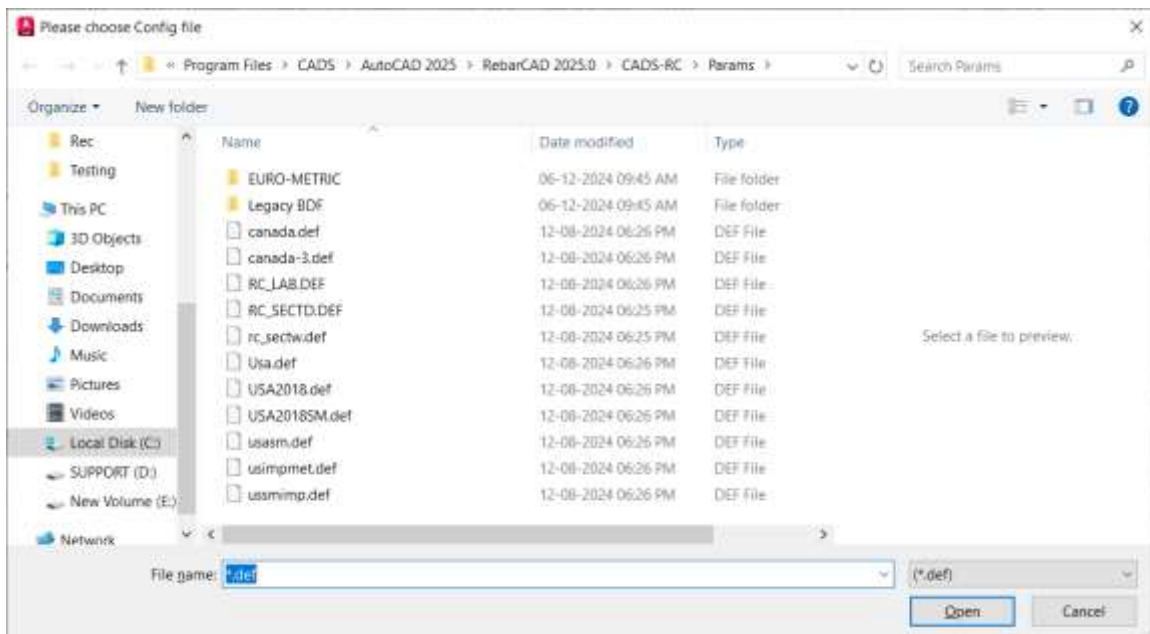 Please choose Config file
« Program Files › CADS › AutoCAD 2025 › RebarCAD 2025.0 › CADS-RC › Params › Search Params
Organize New folder
Name Date modified Type
Rec
Testing
This PC
3D Objects
Desktop
Documents
Downloads
Music
Pictures
Videos
Local Disk (C:)
SUPPORT (D:)
New Volume (E:)
Network
EURO-METRIC 06-12-2024 09:45 AM File folder
Legacy BDF 06-12-2024 09:45 AM File folder
canada.def 12-08-2024 06:26 PM DEF File
canada-3.def 12-08-2024 06:26 PM DEF File
RC_LAB.DEF 12-08-2024 06:26 PM DEF File
RC_SECTD.DEF 12-08-2024 06:25 PM DEF File
rc_sectw.def 12-08-2024 06:25 PM DEF File
Usa.def 12-08-2024 06:26 PM DEF File
USA2018.def 12-08-2024 06:26 PM DEF File
USA2018SM.def 12-08-2024 06:26 PM DEF File
usasm.def 12-08-2024 06:26 PM DEF File
usimpmet.def 12-08-2024 06:26 PM DEF File
ussmimp.def 12-08-2024 06:26 PM DEF File
Select a file to preview.
File name: *.def (*.def)
Open Cancel